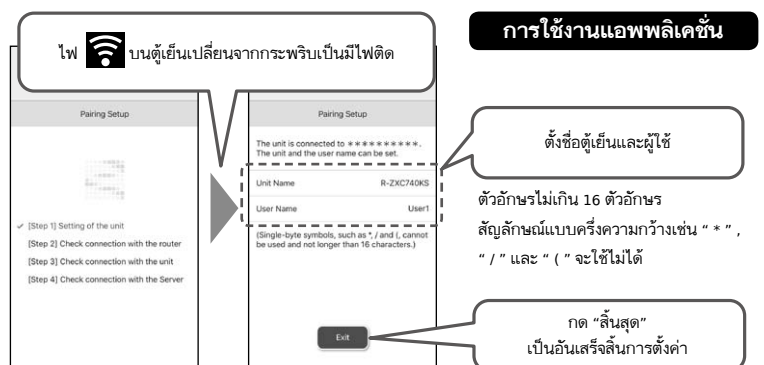 การใช้งานแอพพลิเคชั่น
ไฟ บนตู้เย็นเปลี่ยนจากกระพริบเป็นมีไฟติด
Pairing Setup
✓ [Step 1] Setting of the unit
[Step 2] Check connection with the router
[Step 3] Check connection with the unit
[Step 4] Check connection with the Server
Pairing Setup
The unit is connected to **********.
The unit and the user name can be set.
Unit Name R-ZXC740KS
User Name User1
(Single-byte symbols, such as *, / and (, cannot
be used and not longer than 16 characters.)
Exit
ตั้งชื่อตู้เย็นและผู้ใช้
ตัวอักษรไม่เกิน 16 ตัวอักษร
สัญลักษณ์แบบครึ่งความกว้างเช่น “ * ” ,
“ / ” และ “ ( ” จะใช้ไม่ได้
กด “สิ้นสุด”
เป็นอันเสร็จสิ้นการตั้งค่า